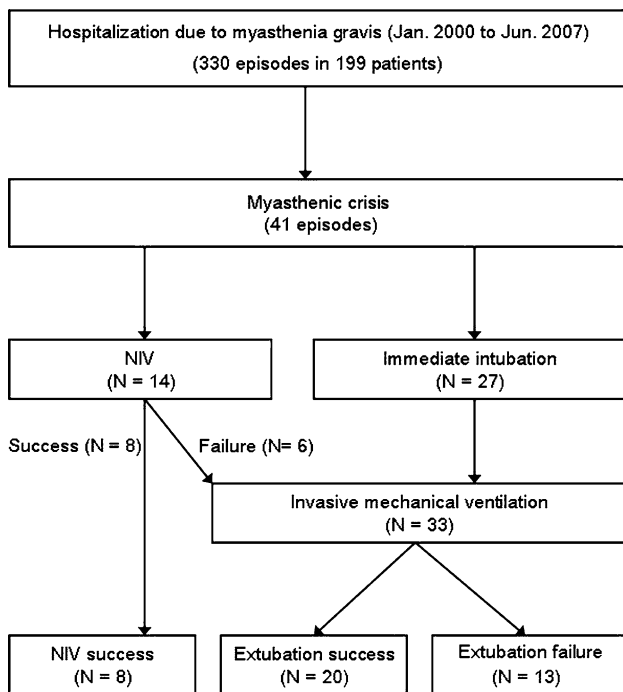 Hospitalization due to myasthenia gravis (Jan. 2000 to Jun. 2007)
(330 episodes in 199 patients)
Myasthenic crisis
(41 episodes)
NIV
(N = 14)
Immediate intubation
(N = 27)
Success (N = 8)
Failure (N= 6)
Invasive mechanical ventilation
(N = 33)
NIV success
(N = 8)
Extubation success
(N = 20)
Extubation failure
(N = 13)